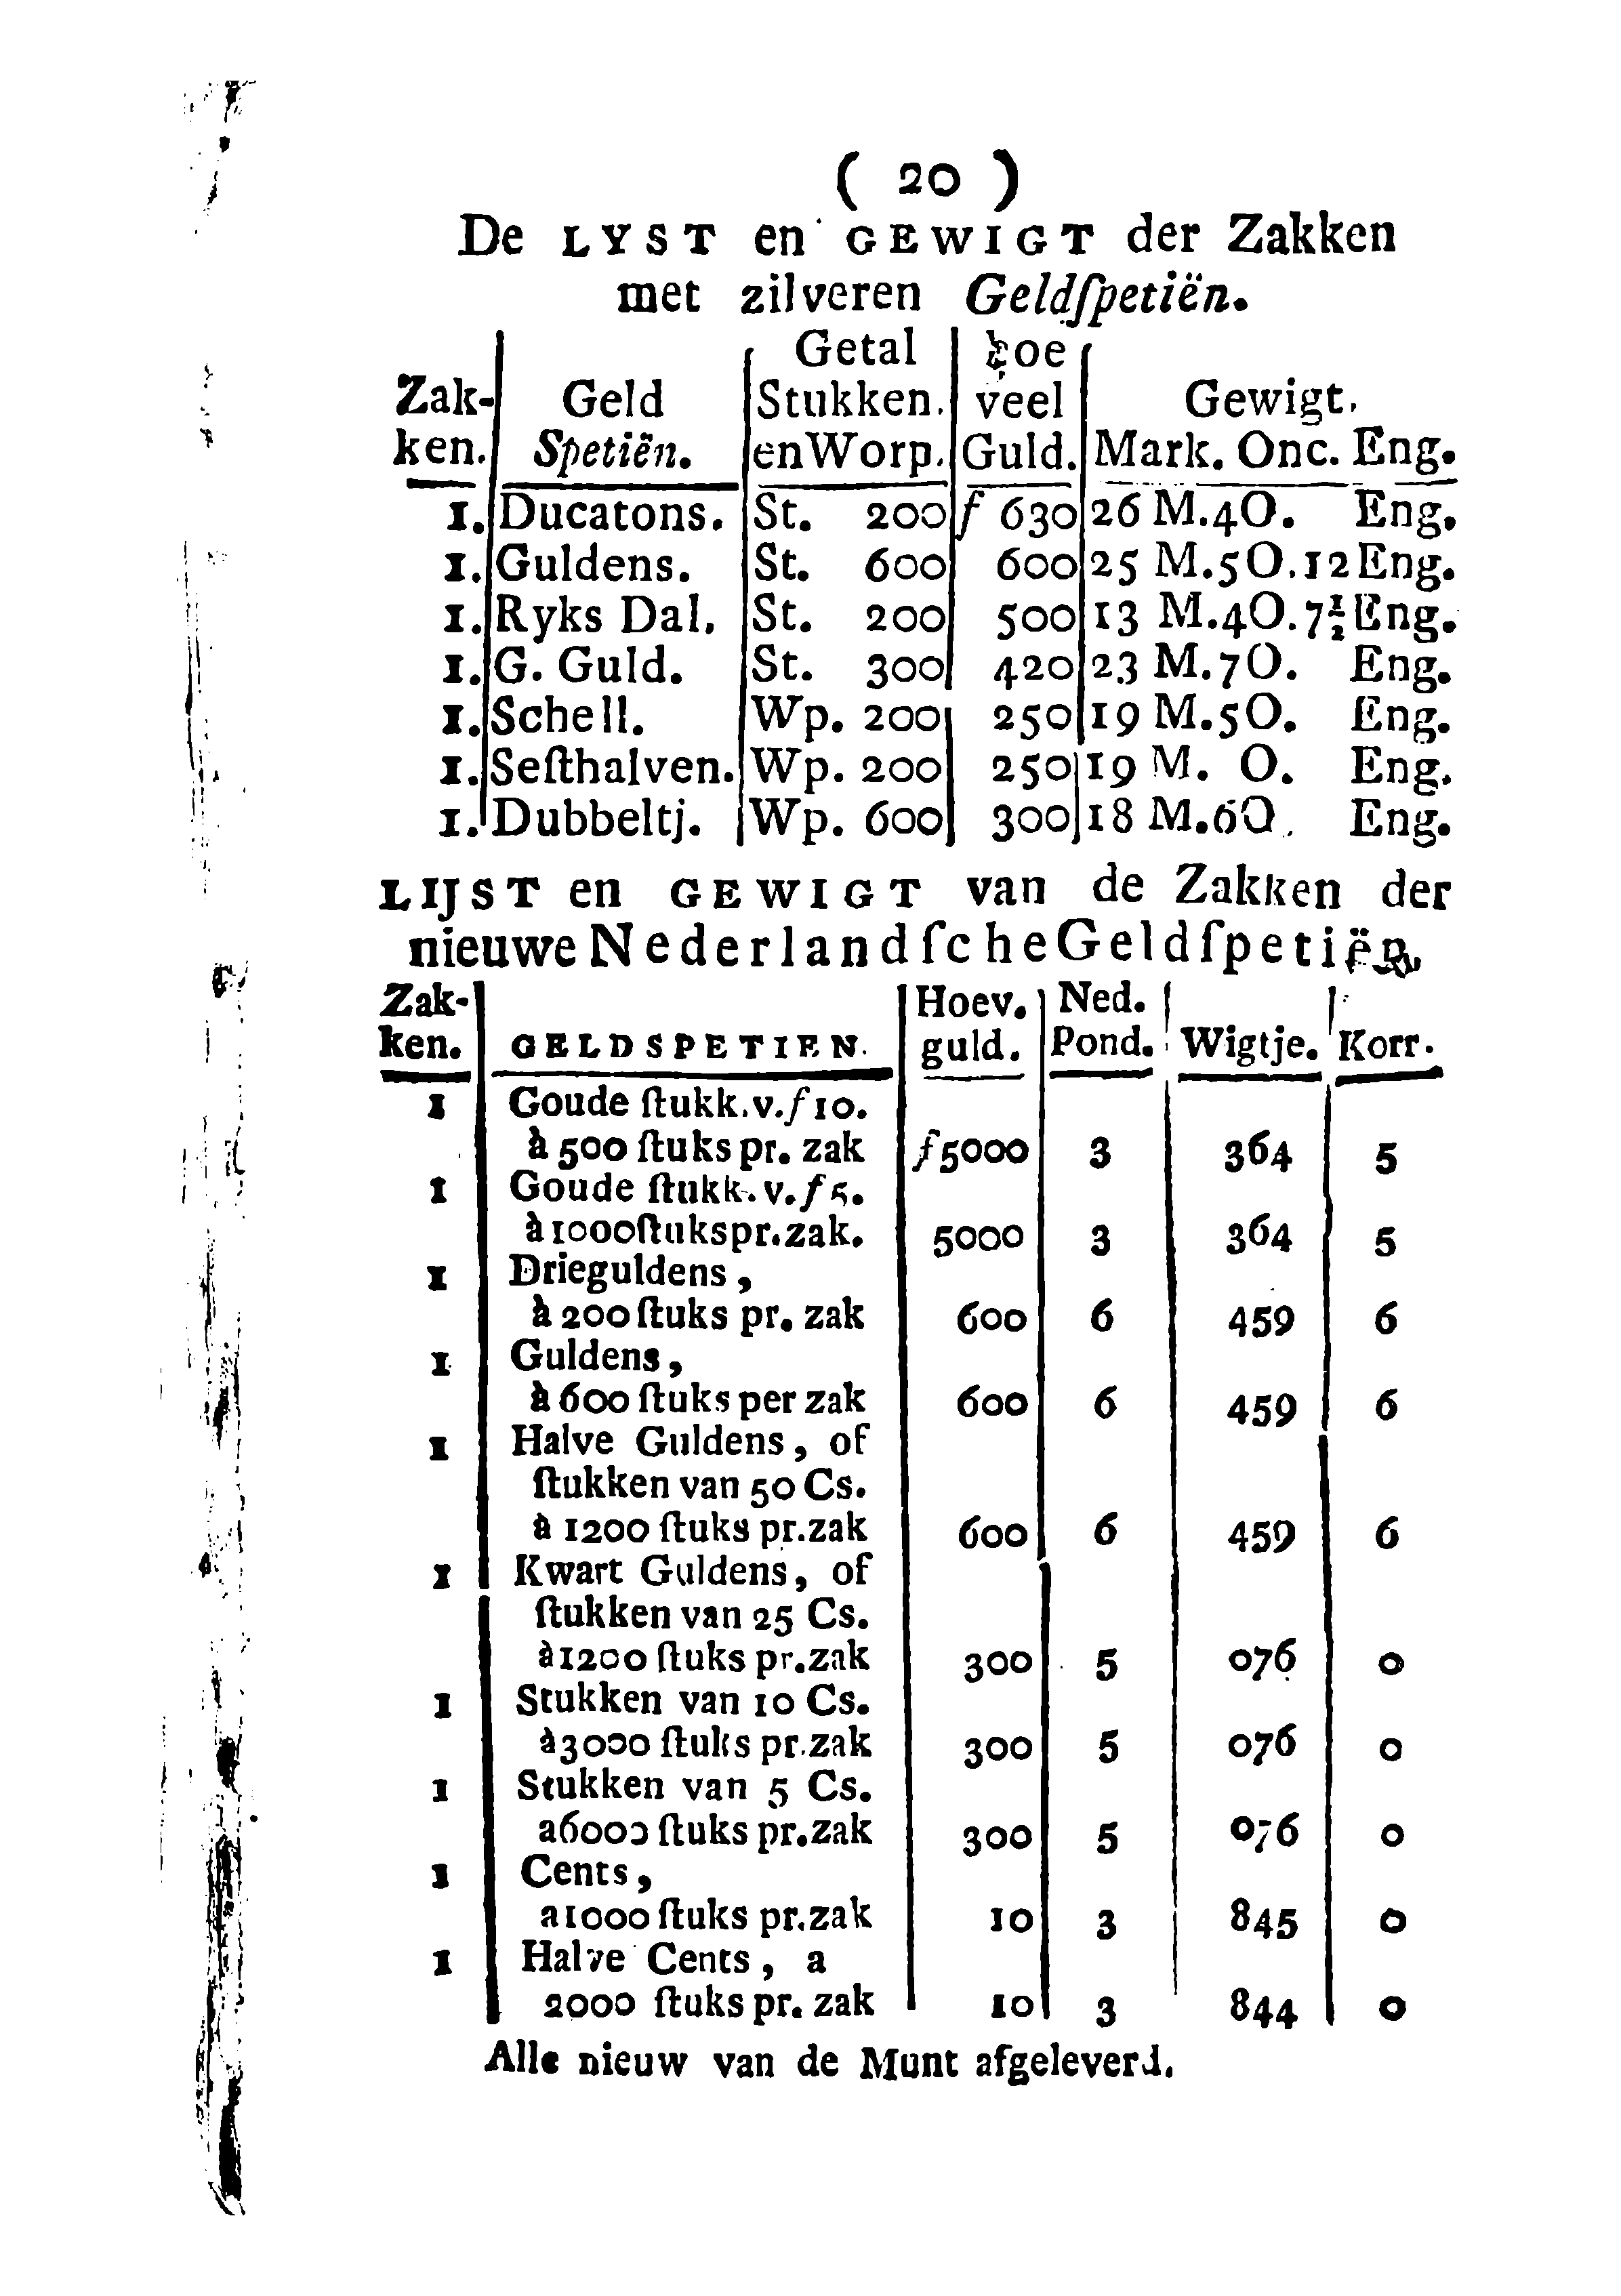 ( 20 )
De LYST en GEWIGT der Zakken
met zilveren Geldſpetiën.
Zak-ken. Geld Spetiën. Getal Stukken. en Worp. hoe veel Guld. Gewigt. Mark. Onc. Eng.
1. Ducatons. St. 200 f 630 26 M. 4 O. Eng.
1. Guldens. St. 600 600 25 M. 5 O. 12 Eng.
1. Ryks Dal. St. 200 500 13 M. 4 O. 7½ Eng.
1. G. Guld. St. 300 420 23 M. 7 O. Eng.
1. Schell. Wp. 200 250 19 M. 5 O. Eng.
1. Seſthalven. Wp. 200 250 19 M. O. Eng.
1. Dubbeltj. Wp. 600 300 18 M. 6 O. Eng.
LIJST en GEWIGT van de Zakken der
nieuwe Nederlandſche Geldſpetiën.
Zak-ken. GELDSPETIEN. Hoev. guld. Ned. Pond. Wigtje. Korr.
1 Goude ſtukk. v. f 10.
à 500 ſtuks pr. zak f 5000 3 364 5
1 Goude ſtukk. v. f 5.
à 1000 ſtuks pr. zak. 5000 3 364 5
1 Drieguldens,
à 200 ſtuks pr. zak 600 6 459 6
1 Guldens,
à 600 ſtuks per zak 600 6 459 6
1 Halve Guldens, of
ſtukken van 50 Cs.
à 1200 ſtuks pr. zak 600 6 459 6
1 Kwart Guldens, of
ſtukken van 25 Cs.
à 1200 ſtuks pr. zak 300 5 076 0
1 Stukken van 10 Cs.
à 3000 ſtuks pr. zak 300 5 076 0
1 Stukken van 5 Cs.
a 6000 ſtuks pr. zak 300 5 076 0
1 Cents,
a 1000 ſtuks pr. zak 10 3 845 0
1 Halve Cents, a
2000 ſtuks pr. zak 10 3 844 0
Alle nieuw van de Munt afgeleverd.